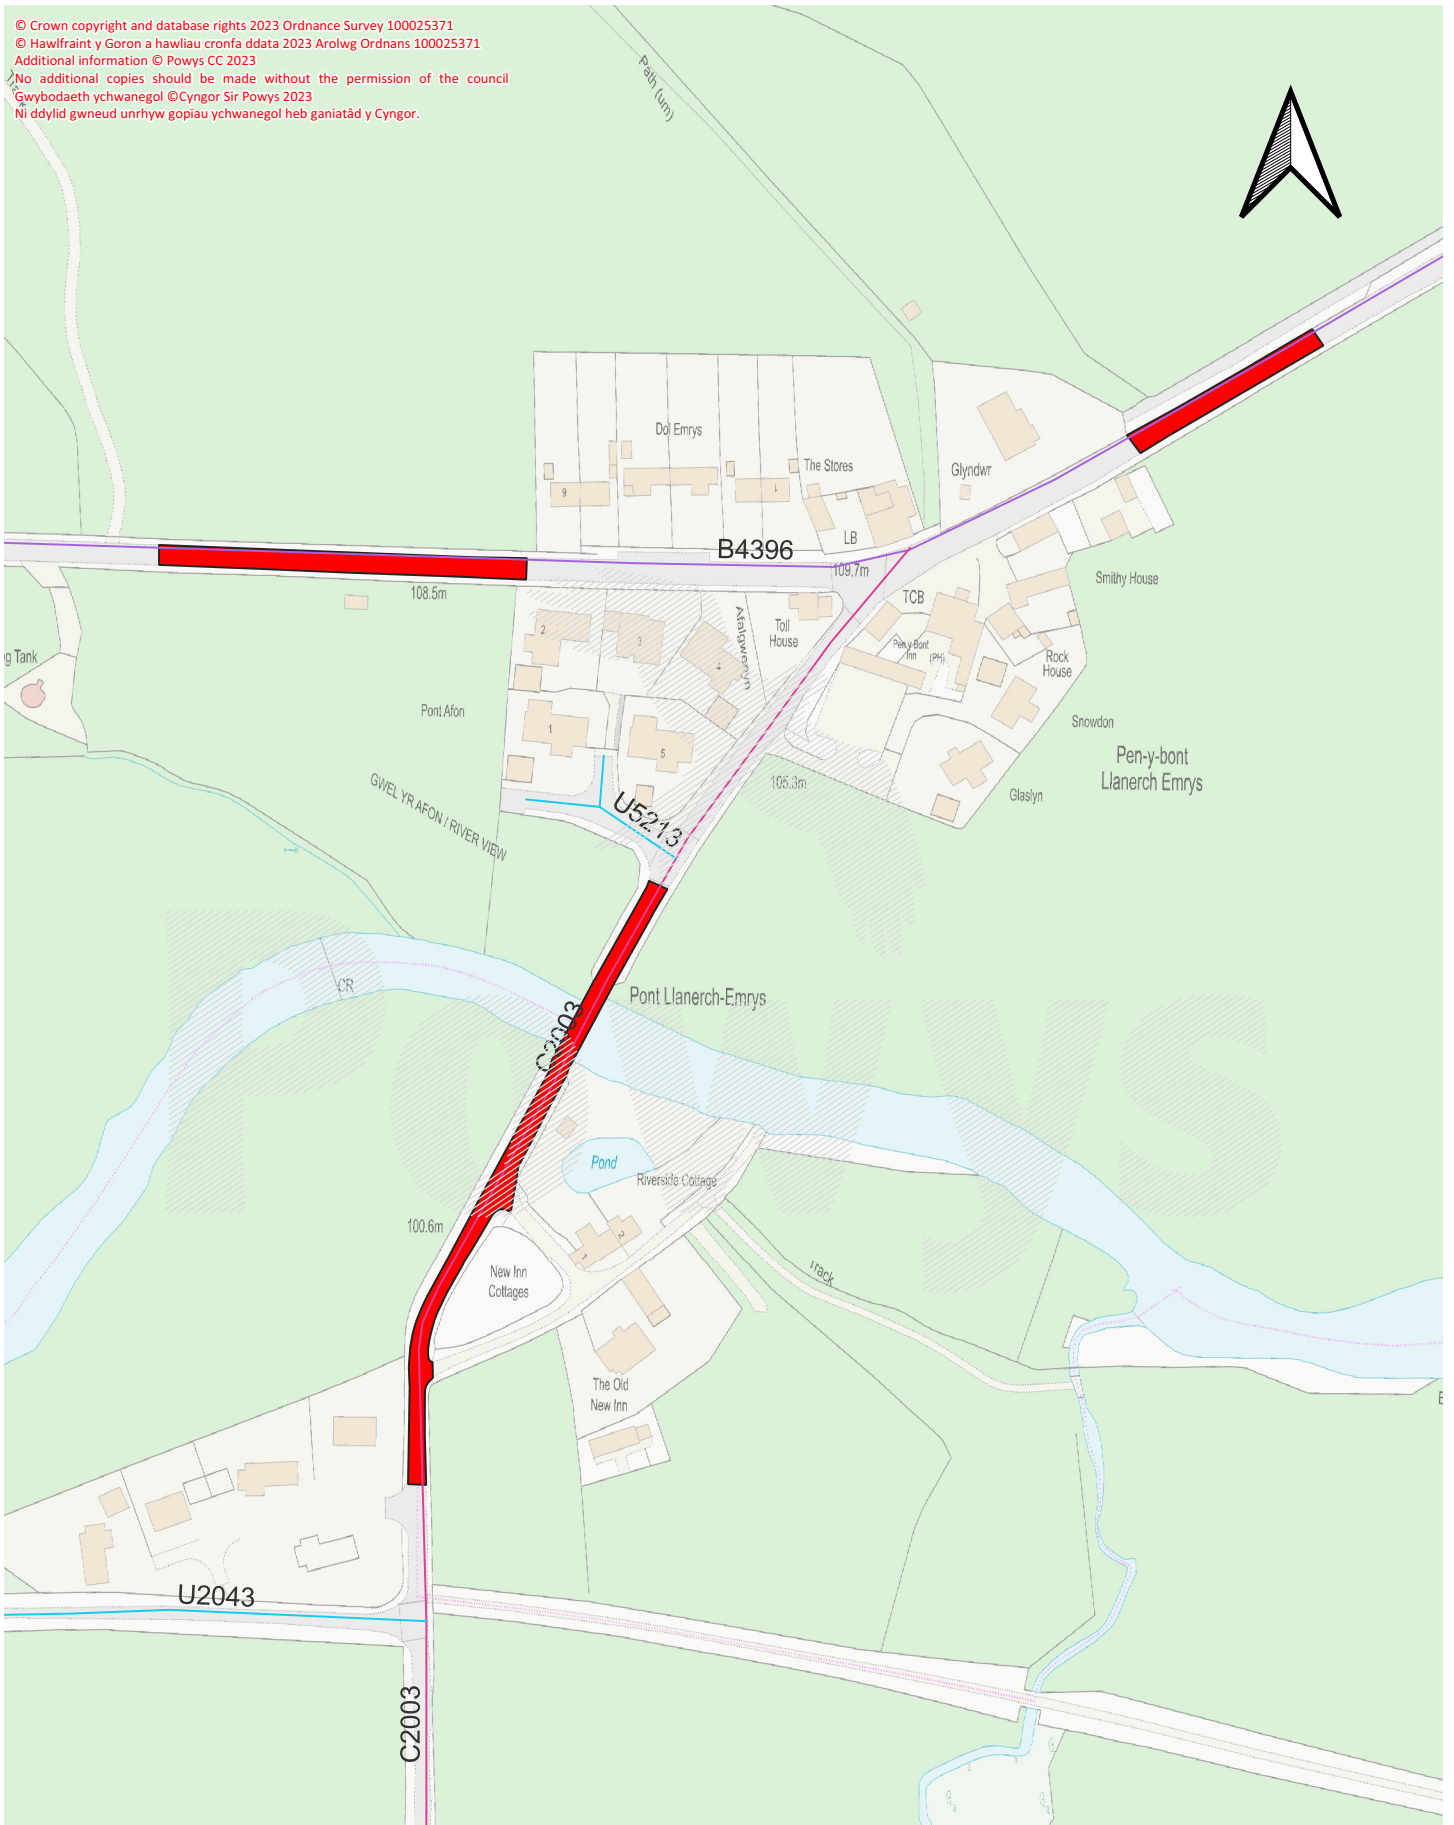 © Crown copyright and database rights 2023 Ordnance Survey 100025371
© Hawlfraint y Goron a hawliau cronfa ddata 2023 Arolwg Ordnans 100025371
Additional information © Powys CC 2023
No additional copies should be made without the permission of the council
Gwybodaeth ychwanegol ©Cyngor Sir Powys 2023
Ni ddylid gwneud unrhyw gopïau ychwanegol heb ganiatâd y Cyngor.
Path (um)
Dol Emrys
The Stores
Glyndwr
9
1
LB
B4396
109.7m
108.5m
TCB
Smithy House
Toll
House
Afalgwenyn
2
3
4
Pen-y-Bont
Inn
(PH)
Rock
House
Tank
Pont Afon
Snowdon
1
5
Pen-y-bont
Llanerch Emrys
105.3m
Glaslyn
GWEL YR AFON / RIVER VIEW
U5213
CR
Pont Llanerch-Emrys
C2003
Powys
Pond
Riverside Cottage
100.6m
1
2
New Inn
Cottages
Track
The Old
New Inn
U2043
C2003